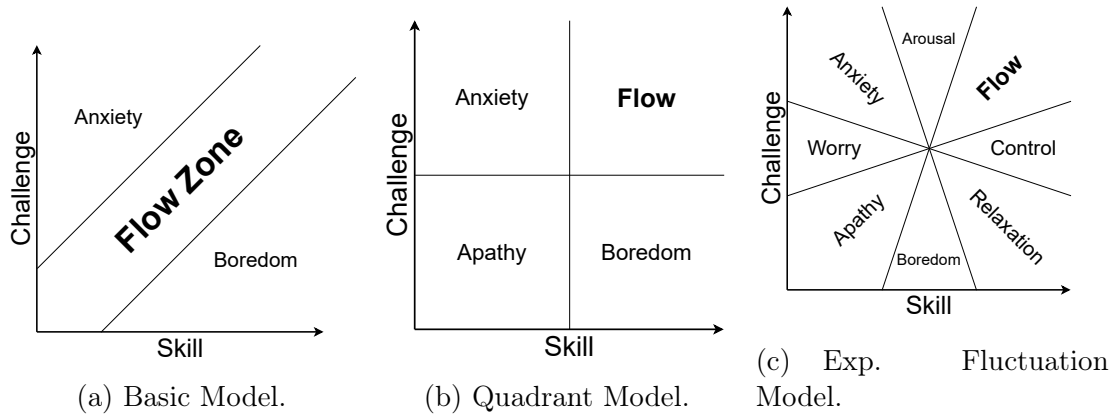 Challenge
Anxiety
Flow Zone
Boredom
Skill
(a) Basic Model.
Challenge
Anxiety
Flow
Apathy
Boredom
Skill
(b) Quadrant Model.
Challenge
Arousal
Anxiety
Flow
Worry
Control
Apathy
Relaxation
Boredom
Skill
(c) Exp. Fluctuation
Model.